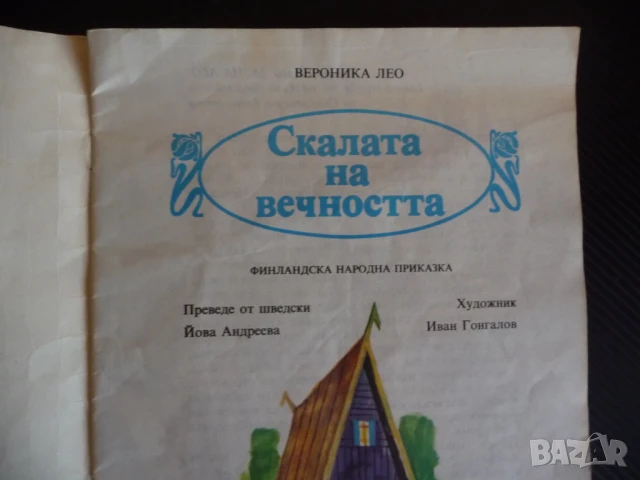 ВЕРОНИКА ЛЕО
Скалата
на
вечността
ФИНЛАНДСКА НАРОДНА ПРИКАЗКА
Преведе от шведски
Йова Андреева
Художник
Иван Гонгалов
BAZAR